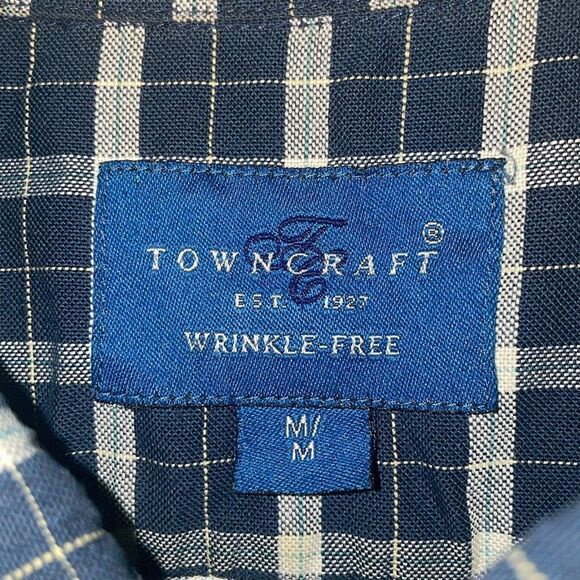 TOWNCRAFT®
EST. 1927
WRINKLE-FREE
M/
M